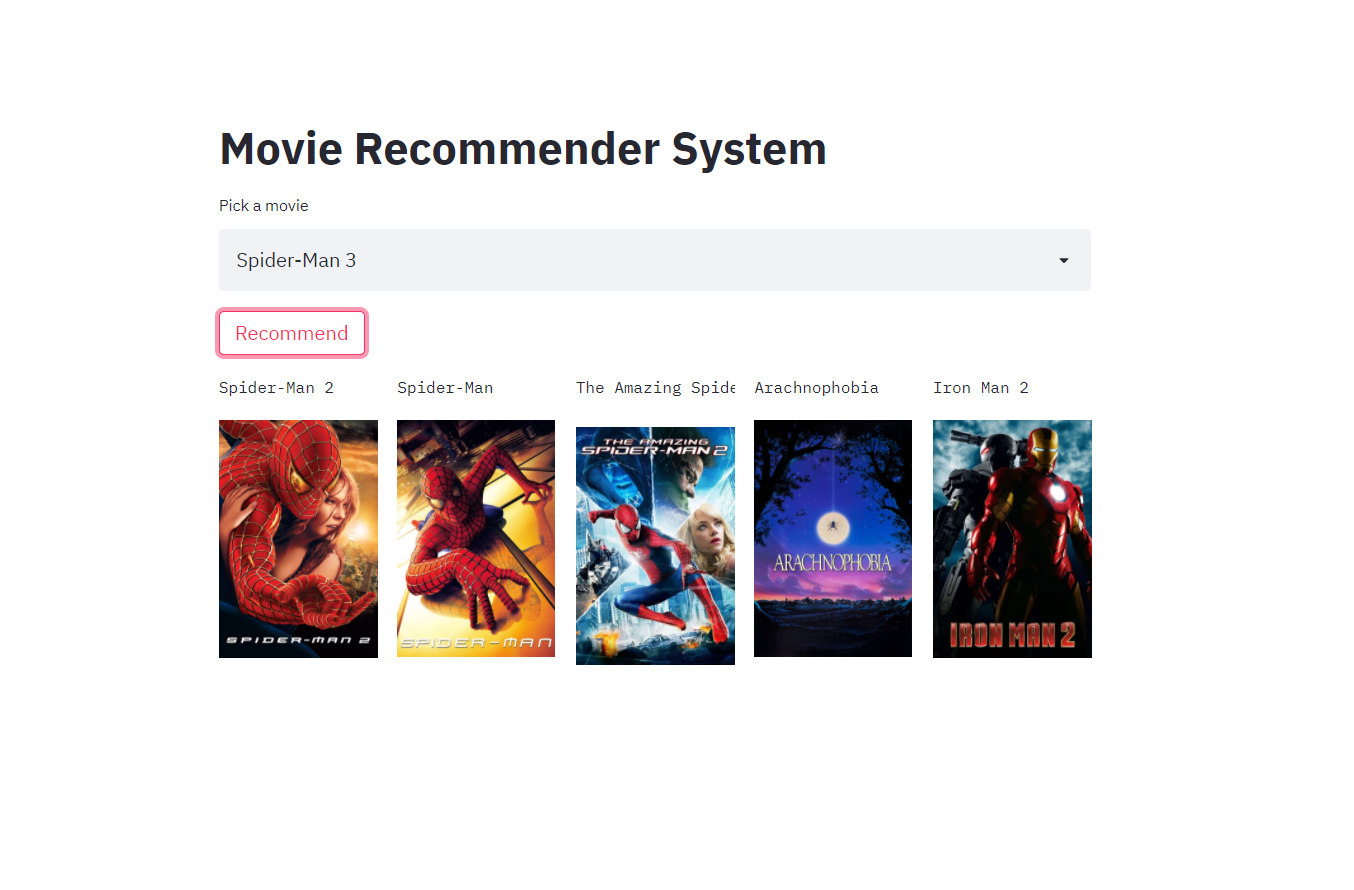 Movie Recommender System
Pick a movie
Spider-Man 3
Recommend
Spider-Man 2
Spider-Man
The Amazing Spide
Arachnophobia
Iron Man 2
SPIDER-MAN 2
SPIDER-MAN
THE AMAZING
SPIDER-MAN 2
ARACHNOPHOBIA
IRON MAN 2